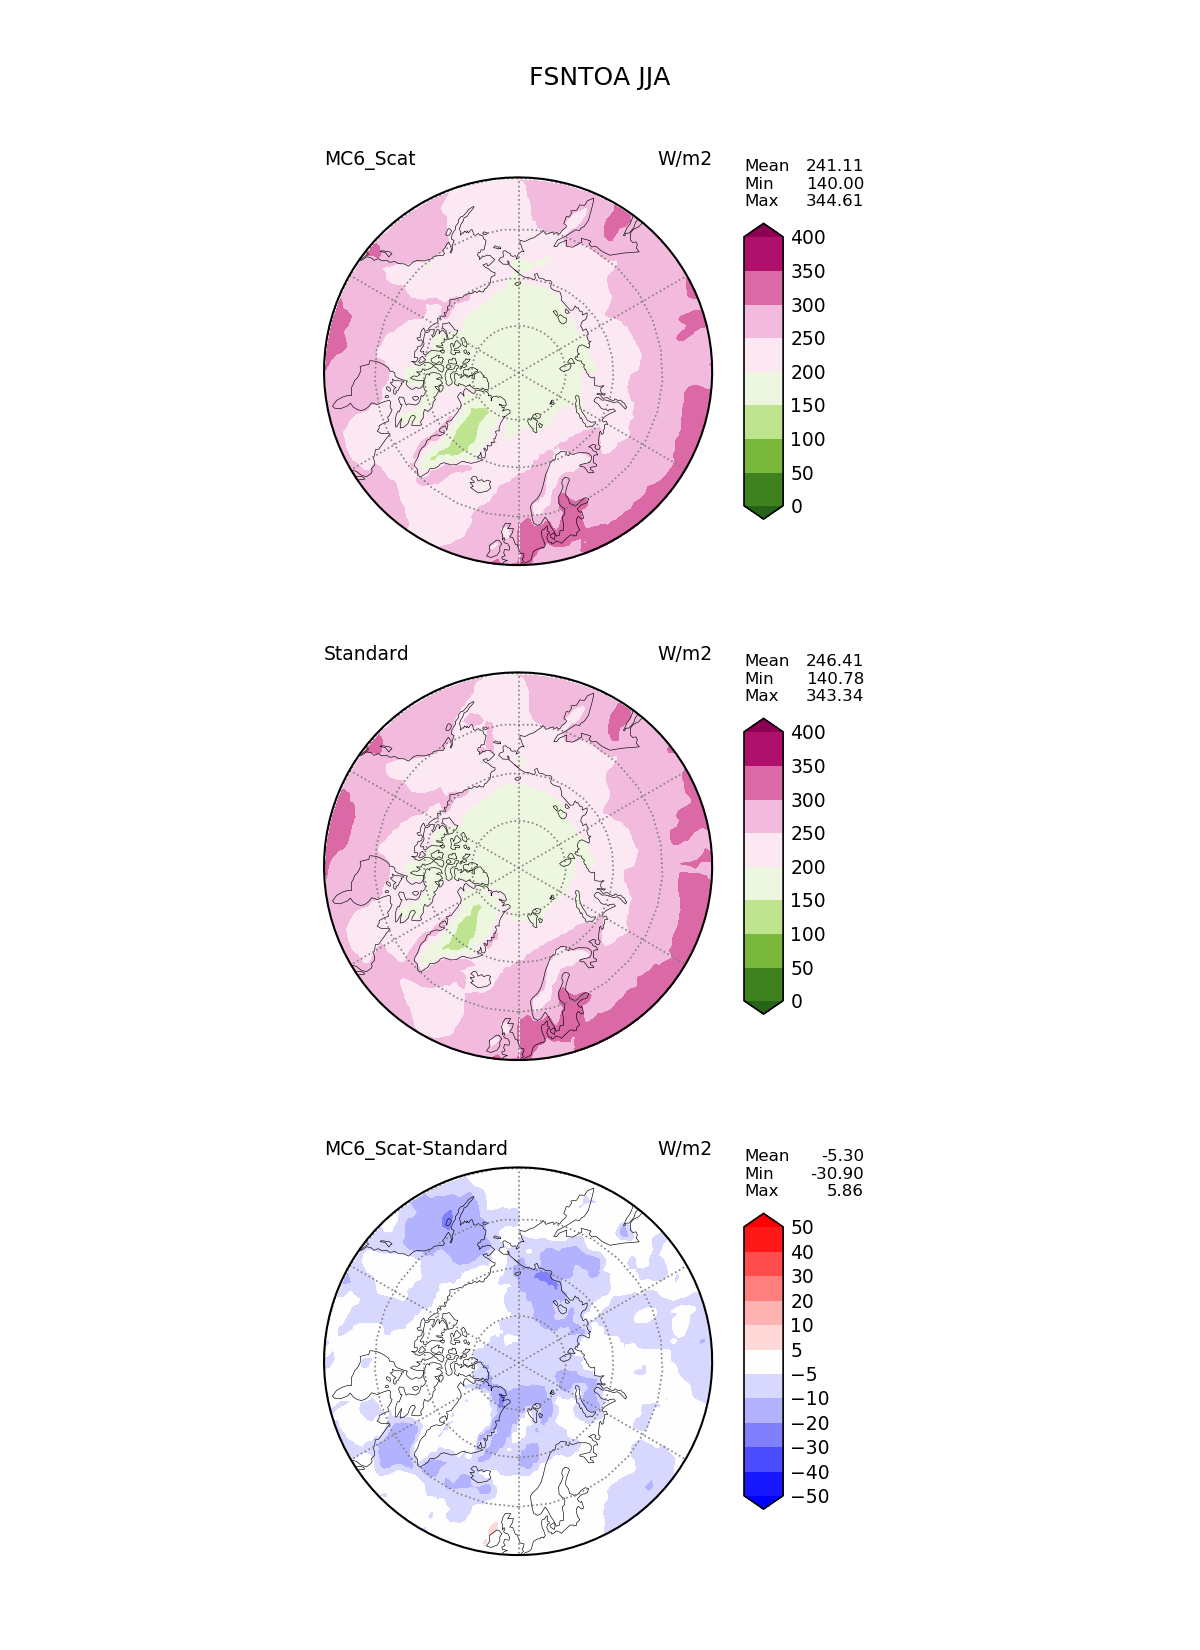 FSNTOA JJA
MC6_Scat W/m2
Mean 241.11
Min 140.00
Max 344.61
400
350
300
250
200
150
100
50
0
Standard W/m2
Mean 246.41
Min 140.78
Max 343.34
400
350
300
250
200
150
100
50
0
MC6_Scat-Standard W/m2
Mean -5.30
Min -30.90
Max 5.86
50
40
30
20
10
5
−5
−10
−20
−30
−40
−50